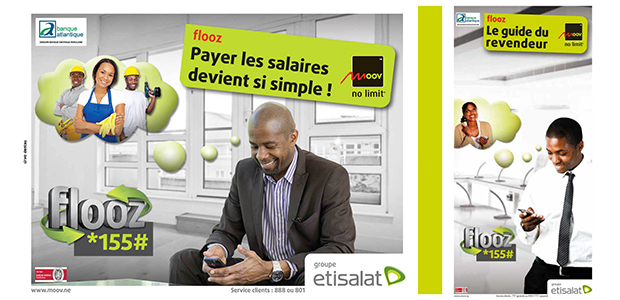 banque
atlantique
flooz
Payer les salaires
devient si simple !
moov
no limit
flooz
*155#
groupe
etisalat
www.moov.ne
Service clients : 888 ou 801
banque
atlantique
flooz
Le guide du
revendeur
moov
no limit
flooz
*155#
groupe
etisalat